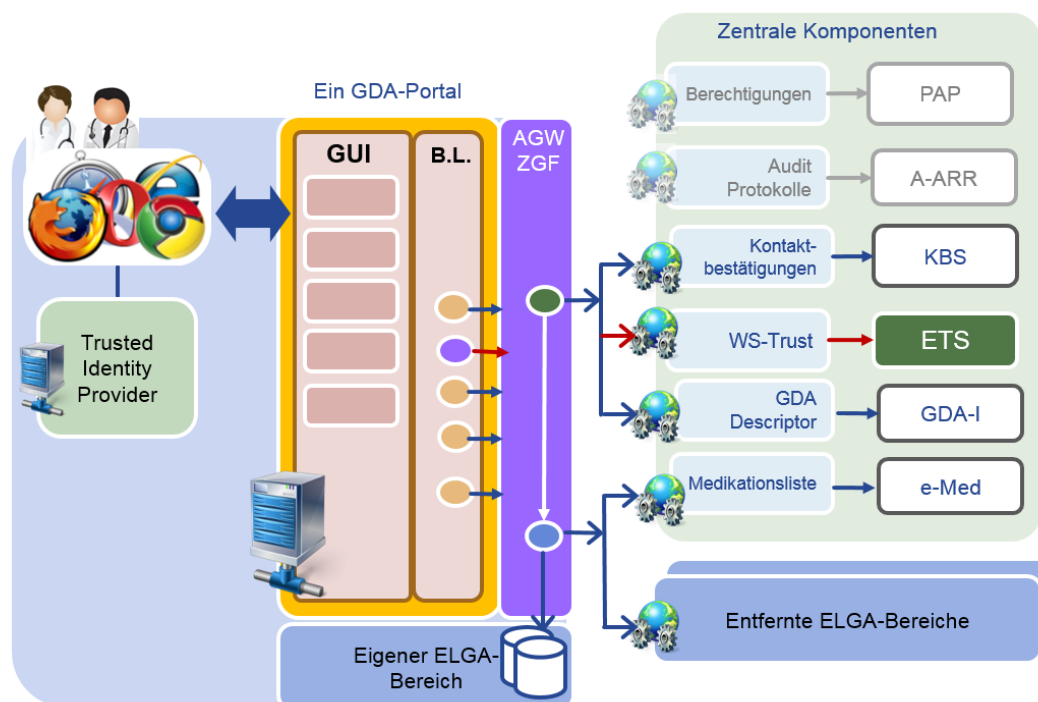 Zentrale Komponenten
Ein GDA-Portal
Berechtigungen
PAP
GUI
B.L.
AGW
ZGF
Audit
Protokolle
A-ARR
Kontakt-
bestätigungen
KBS
Trusted
Identity
Provider
WS-Trust
ETS
GDA
Descriptor
GDA-I
Medikationsliste
e-Med
Entfernte ELGA-Bereiche
Eigener ELGA-
Bereich